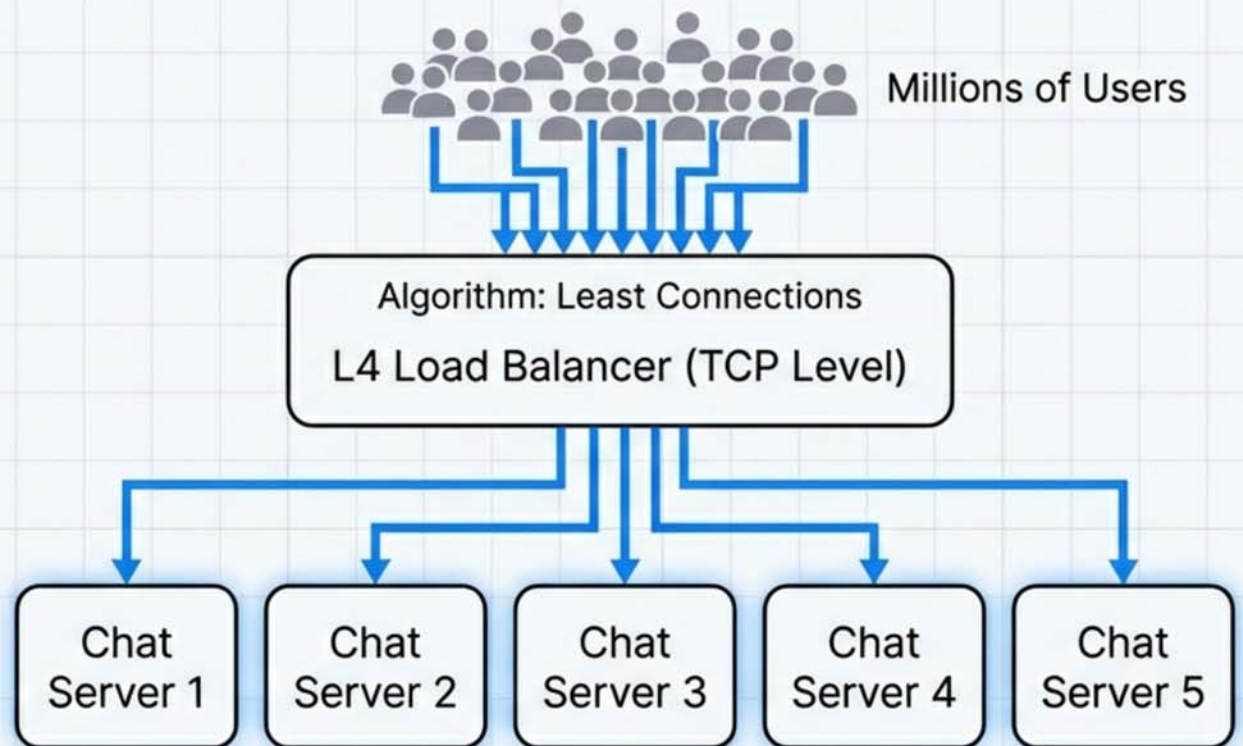 Millions of Users
Algorithm: Least Connections
L4 Load Balancer (TCP Level)
Chat
Server 1
Chat
Server 2
Chat
Server 3
Chat
Server 4
Chat
Server 5